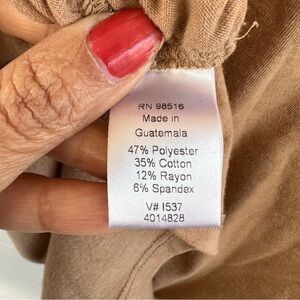 RN 98516
Made in
Guatemala
47% Polyester
35% Cotton
12% Rayon
6% Spandex
V# I537
4014828